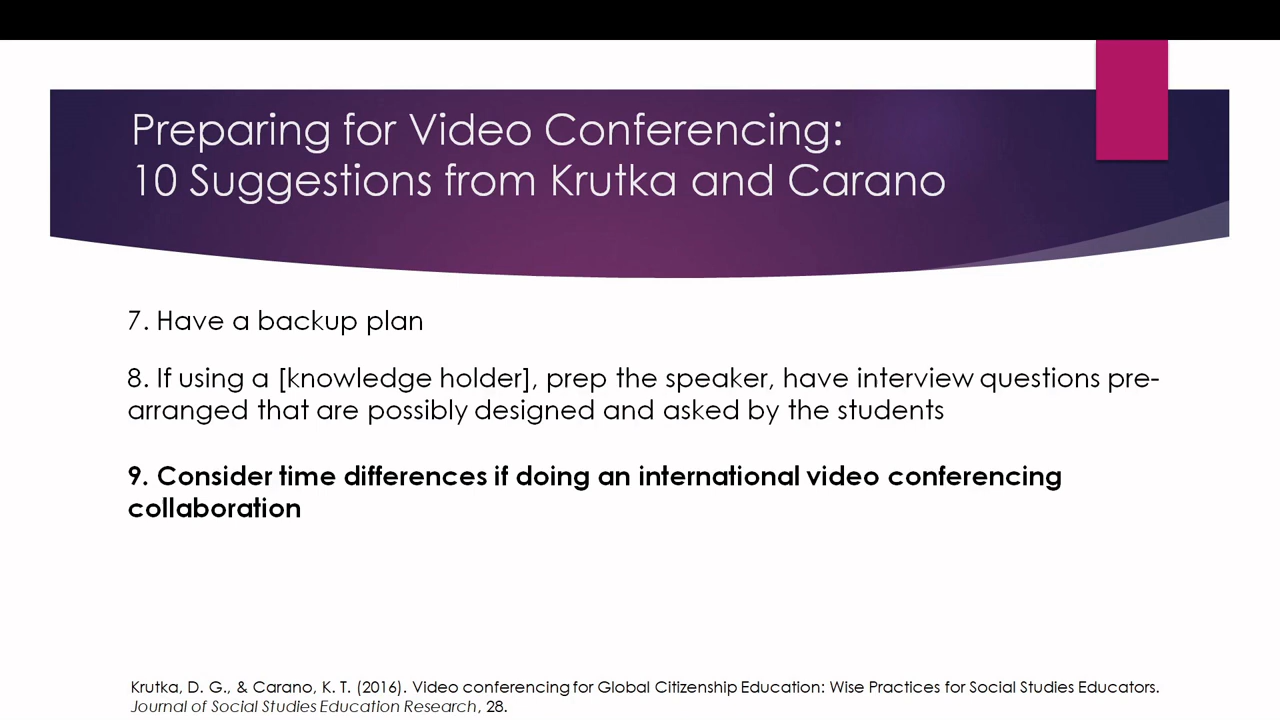 Preparing for Video Conferencing:
10 Suggestions from Krutka and Carano
7. Have a backup plan
8. If using a [knowledge holder], prep the speaker, have interview questions pre-
arranged that are possibly designed and asked by the students
9. Consider time differences if doing an international video conferencing
collaboration
Krutka, D. G., & Carano, K. T. (2016). Video conferencing for Global Citizenship Education: Wise Practices for Social Studies Educators.
Journal of Social Studies Education Research, 28.